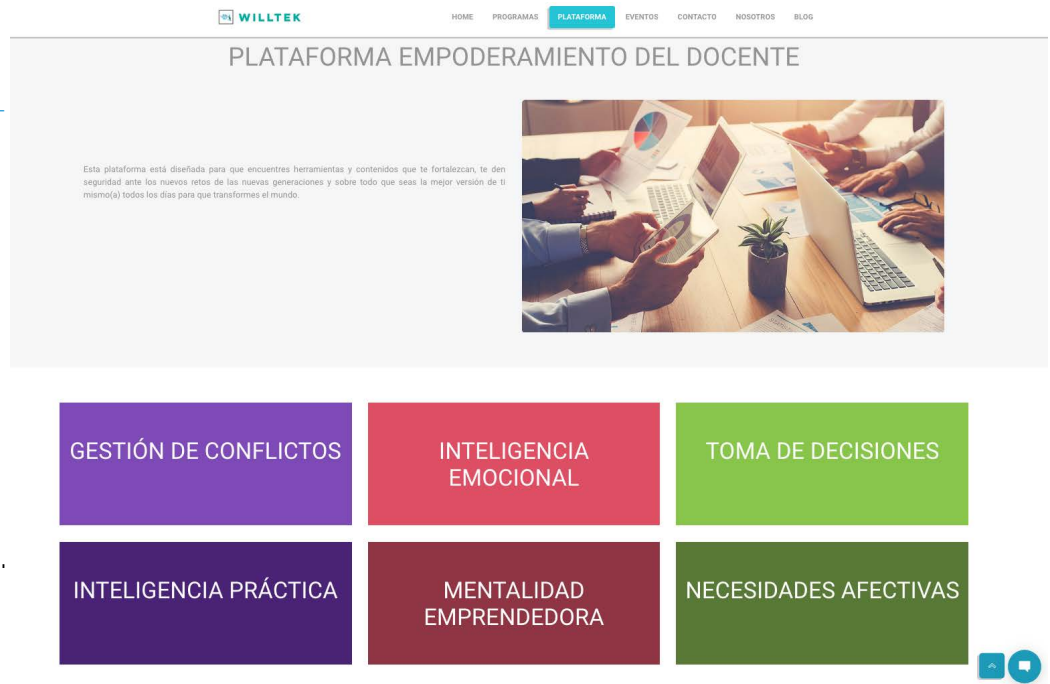 WILLTEK
HOME PROGRAMAS PLATAFORMA EVENTOS CONTACTO NOSOTROS BLOG
PLATAFORMA EMPODERAMIENTO DEL DOCENTE
Esta plataforma está diseñada para que encuentres herramientas y contenidos que te fortalezcan, te den
seguridad ante los nuevos retos de las nuevas generaciones y sobre todo que seas la mejor versión de ti
mismo(a) todos los días para que transformes el mundo.
GESTIÓN DE CONFLICTOS
INTELIGENCIA
EMOCIONAL
TOMA DE DECISIONES
INTELIGENCIA PRÁCTICA
MENTALIDAD
EMPRENDEDORA
NECESIDADES AFECTIVAS